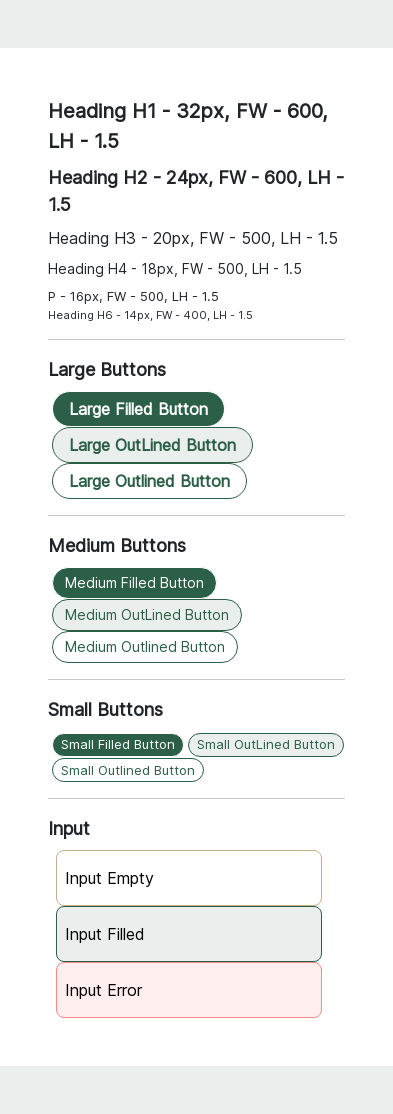 Heading H1 - 32px, FW - 600,
LH - 1.5
Heading H2 - 24px, FW - 600, LH -
1.5
Heading H3 - 20px, FW - 500, LH - 1.5
Heading H4 - 18px, FW - 500, LH - 1.5
P - 16px, FW - 500, LH - 1.5
Heading H6 - 14px, FW - 400, LH - 1.5
Large Buttons
Large Filled Button
Large OutLined Button
Large Outlined Button
Medium Buttons
Medium Filled Button
Medium OutLined Button
Medium Outlined Button
Small Buttons
Small Filled Button Small OutLined Button
Small Outlined Button
Input
Input Empty
Input Filled
Input Error